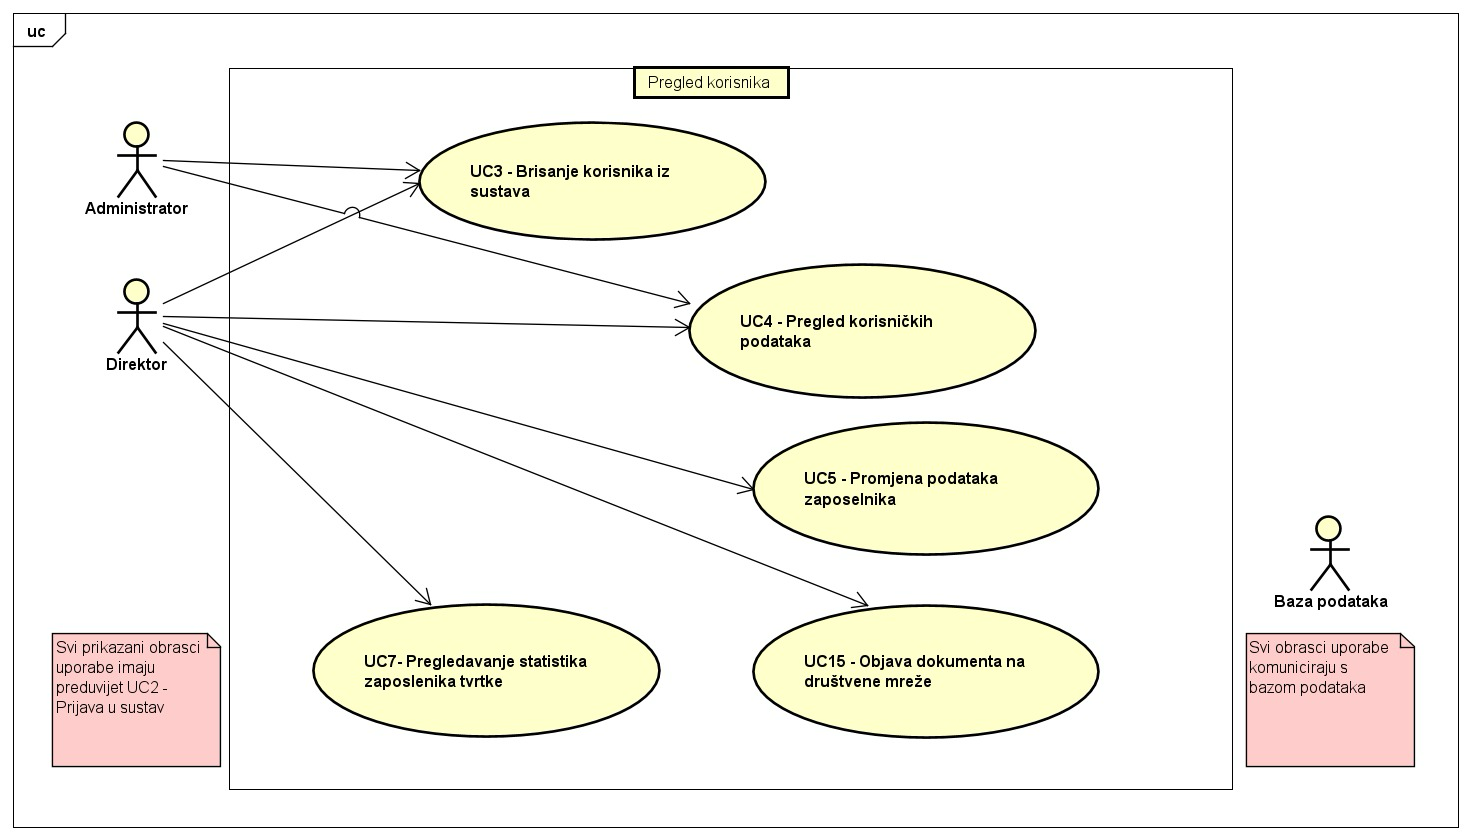 uc
Pregled korisnika
Administrator
UC3 - Brisanje korisnika iz
sustava
Direktor
UC4 - Pregled korisničkih
podataka
UC5 - Promjena podataka
zaposelnika
Baza podataka
Svi prikazani obrasci
uporabe imaju
preduvijet UC2 -
Prijava u sustav
UC7- Pregledavanje statistika
zaposlenika tvrtke
UC15 - Objava dokumenta na
društvene mreže
Svi obrasci uporabe
komuniciraju s
bazom podataka